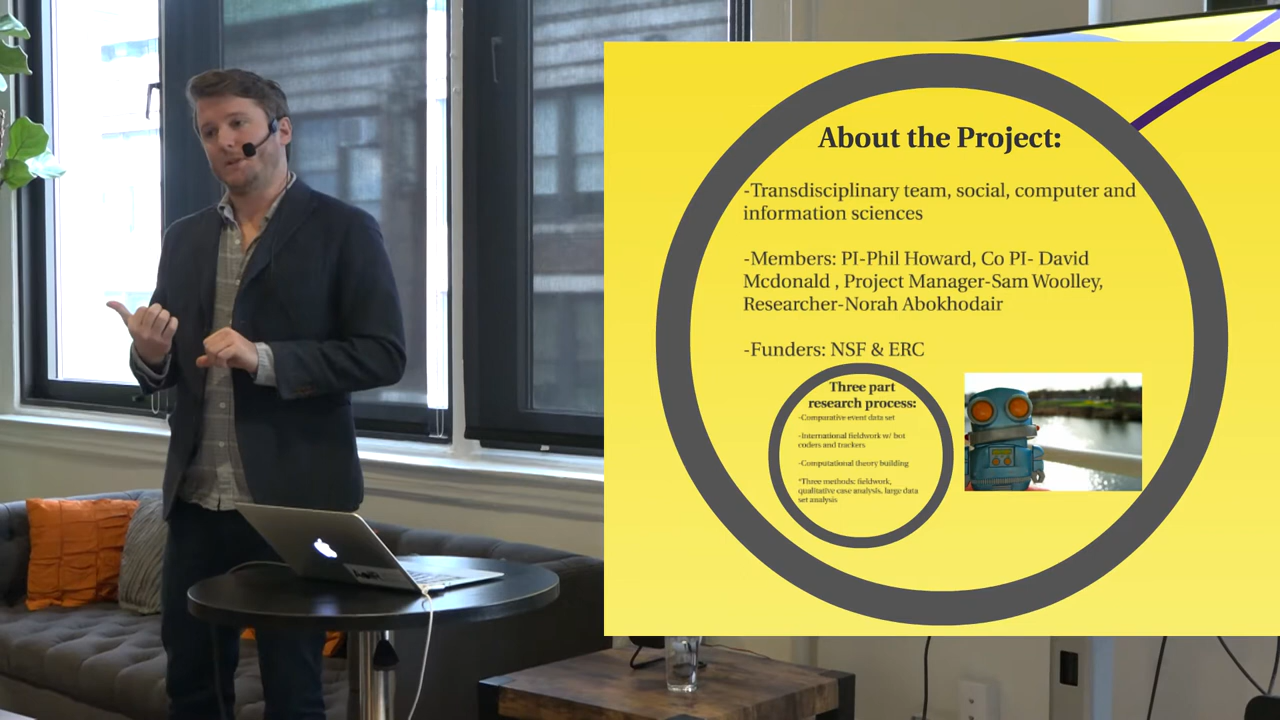 About the Project:
-Transdisciplinary team, social, computer and
information sciences
-Members: PI-Phil Howard, Co PI- David
Mcdonald , Project Manager-Sam Woolley,
Researcher-Norah Abokhodair
-Funders: NSF & ERC
Three part
research process:
-Comparative event data set
-International fieldwork w/ bot
coders and trackers
-Computational theory building
*Three methods: fieldwork,
qualitative case analysis, large data
set analysis